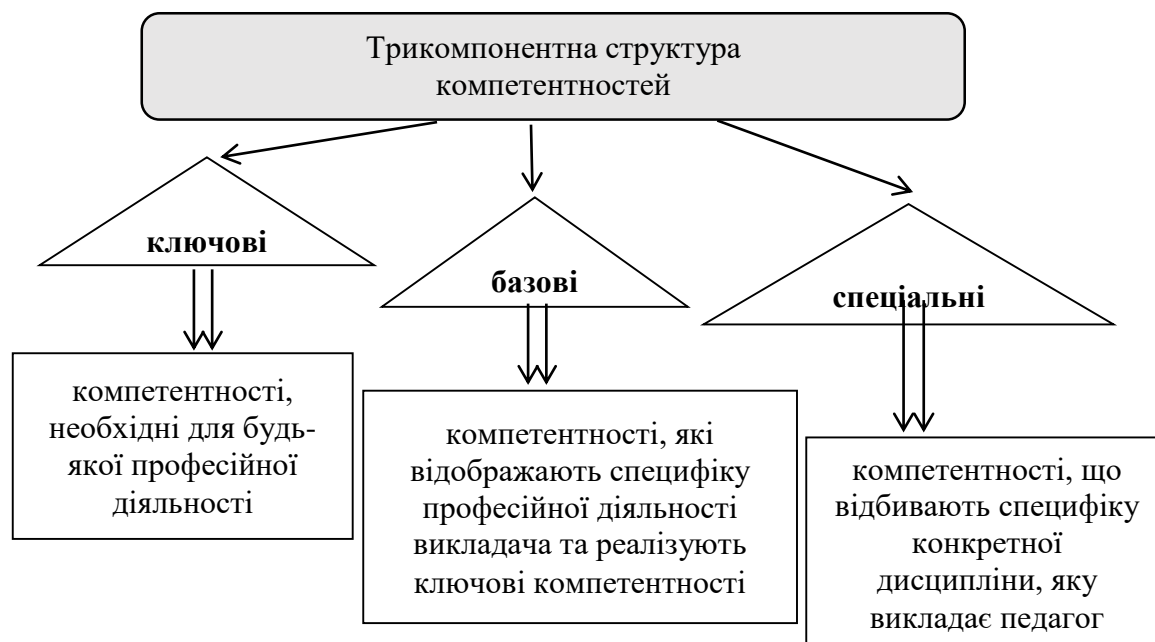 Трикомпонентна структура
компетентностей
ключові
базові
спеціальні
компетентності,
необхідні для будь-
якої професійної
діяльності
компетентності, які
відображають специфіку
професійної діяльності
викладача та реалізують
ключові компетентності
компетентності, що
відбивають специфіку
конкретної
дисципліни, яку
викладає педагог